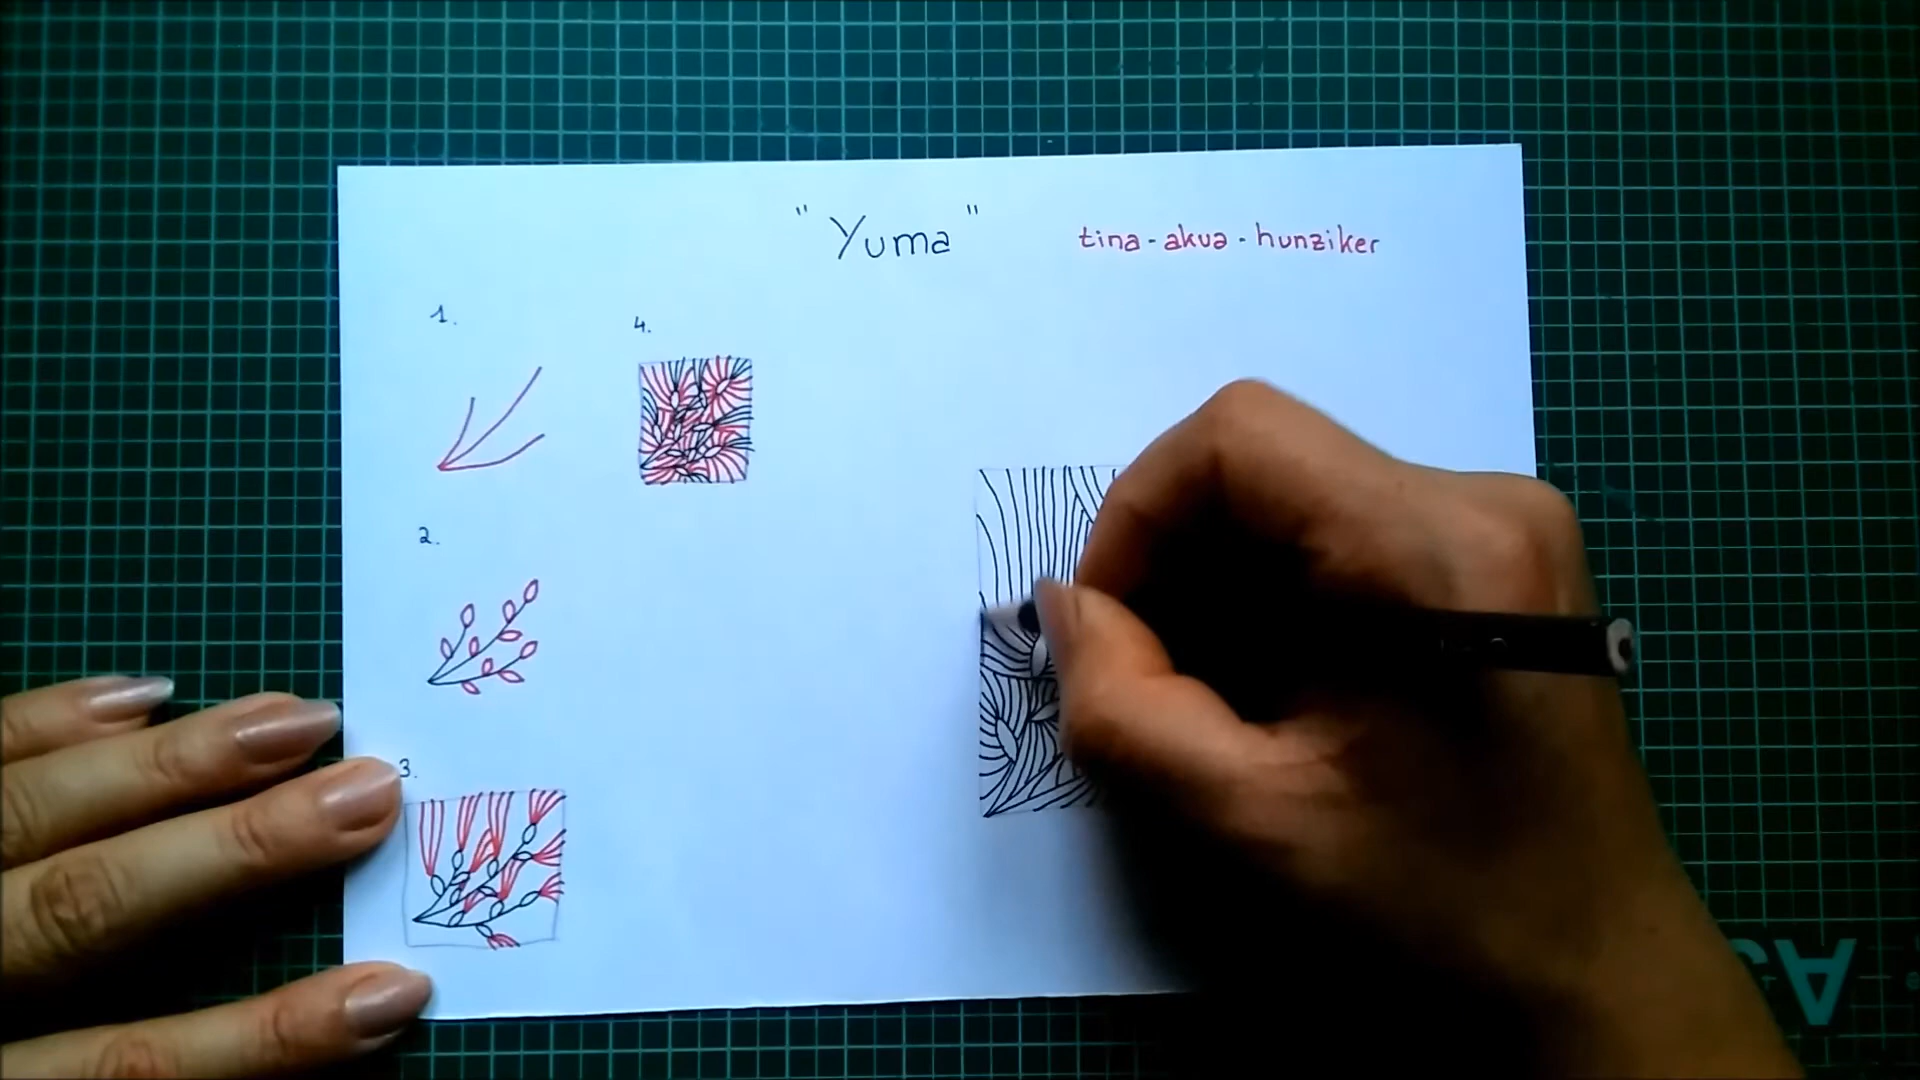 " Yuma "
tina - akua - hunziker
1.
4.
2.
3.